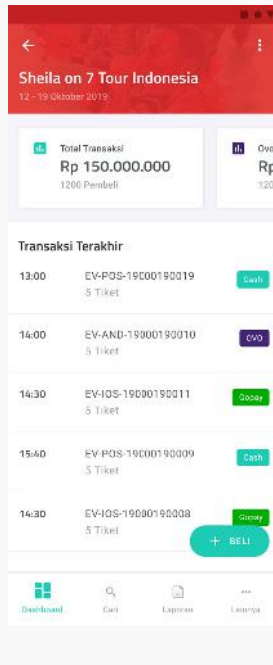 Sheila on 7 Tour Indonesia
12 - 19 Oktober 2019
Total Transaksi
Rp 150.000.000
1200 Pembeli
Ovo
Rp
120
Transaksi Terakhir
13:00 EV-POS-19000190019 Cash
5 Tiket
14:00 EV-AND-19000190010 OVO
5 Tiket
14:30 EV-IOS-19000190011 Gopay
5 Tiket
15:40 EV-POS-19000190009 Cash
5 Tiket
14:30 EV-IOS-19000190008 Gopay
5 Tiket
+ BELI
Dashboard Cari Laporan Lainnya